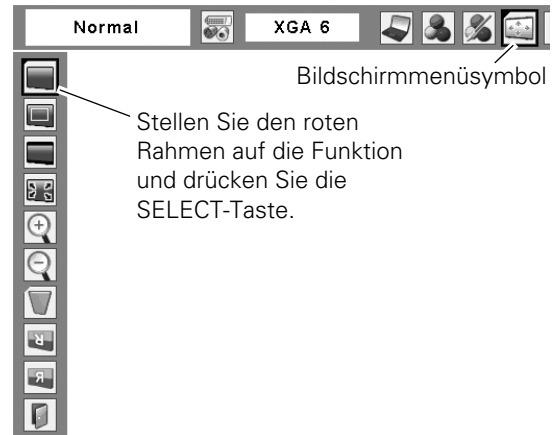 Normal XGA 6
Bildschirmmenüsymbol
Stellen Sie den roten
Rahmen auf die Funktion
und drücken Sie die
SELECT-Taste.
R
R